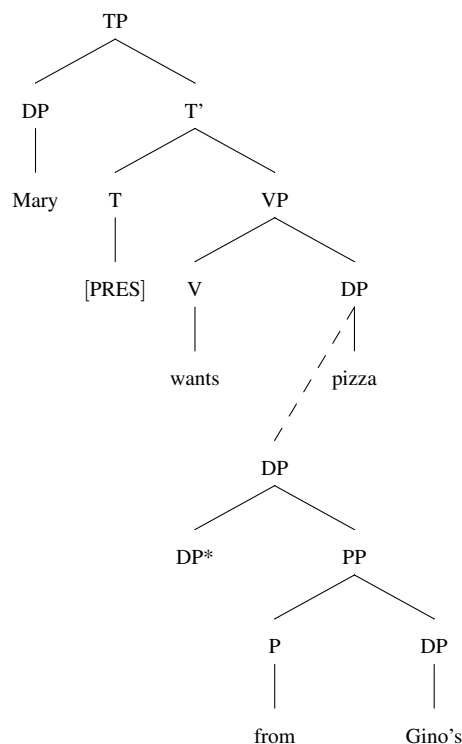 TP
DP T’
Mary T VP
[PRES] V DP
wants pizza
DP
DP* PP
P DP
from Gino’s